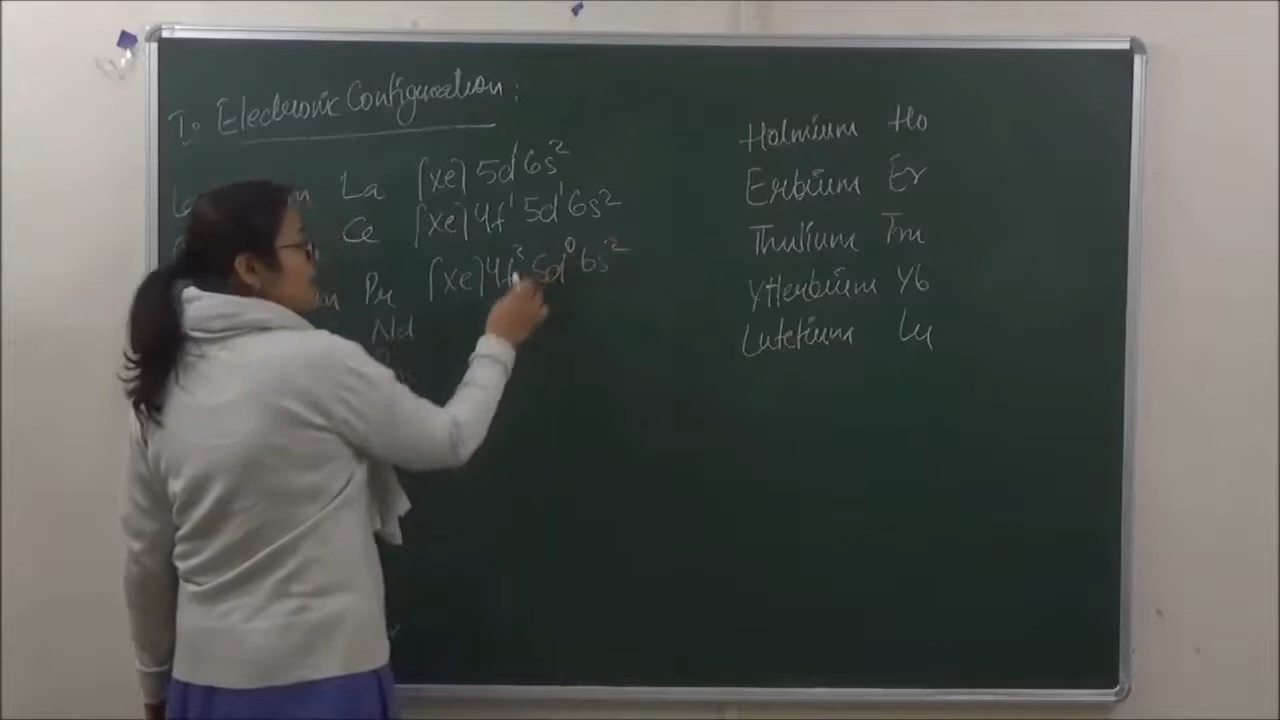 I. Electronic Configuration:
La [xe] 5d¹ 6s²
Ce [xe] 4f¹ 5d¹ 6s²
Pr [xe] 4f³ 5d⁰ 6s²
Nd
Holmium Ho
Erbium Er
Thulium Tm
Ytterbium Yb
Lutetium Lu